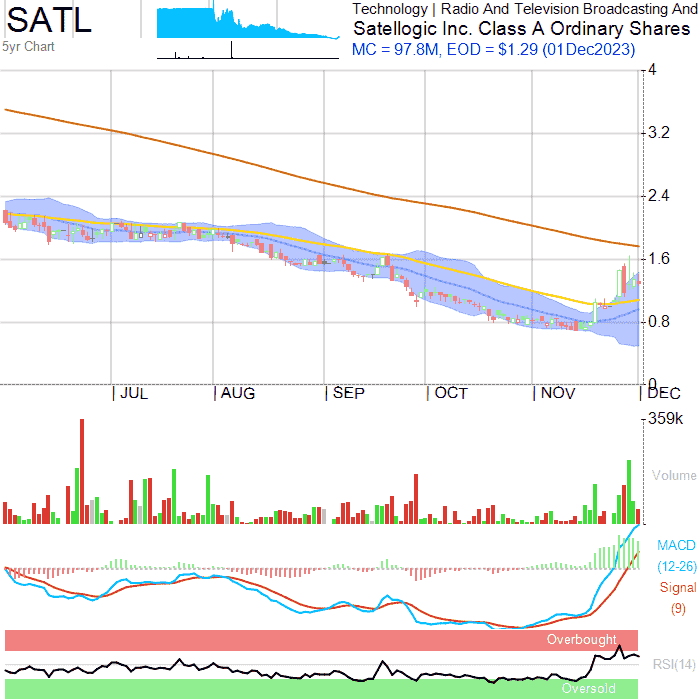 SATL
5yr Chart
Technology | Radio And Television Broadcasting And
Satellogic Inc. Class A Ordinary Shares
MC = 97.8M, EOD = $1.29 (01Dec2023)
4
3.2
2.4
1.6
0.8
0
JUL AUG SEP OCT NOV DEC
359k
Volume
MACD
(12-26)
Signal
(9)
Overbought
RSI(14)
Oversold